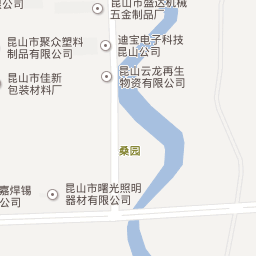 昆山市盛达机械
五金制品厂
迪宝电子科技
昆山公司
昆山市聚众塑料
制品有限公司
昆山云龙再生
物资有限公司
昆山市佳新
包装材料厂
桑园
嘉焊锡
公司
昆山市曙光照明
器材有限公司